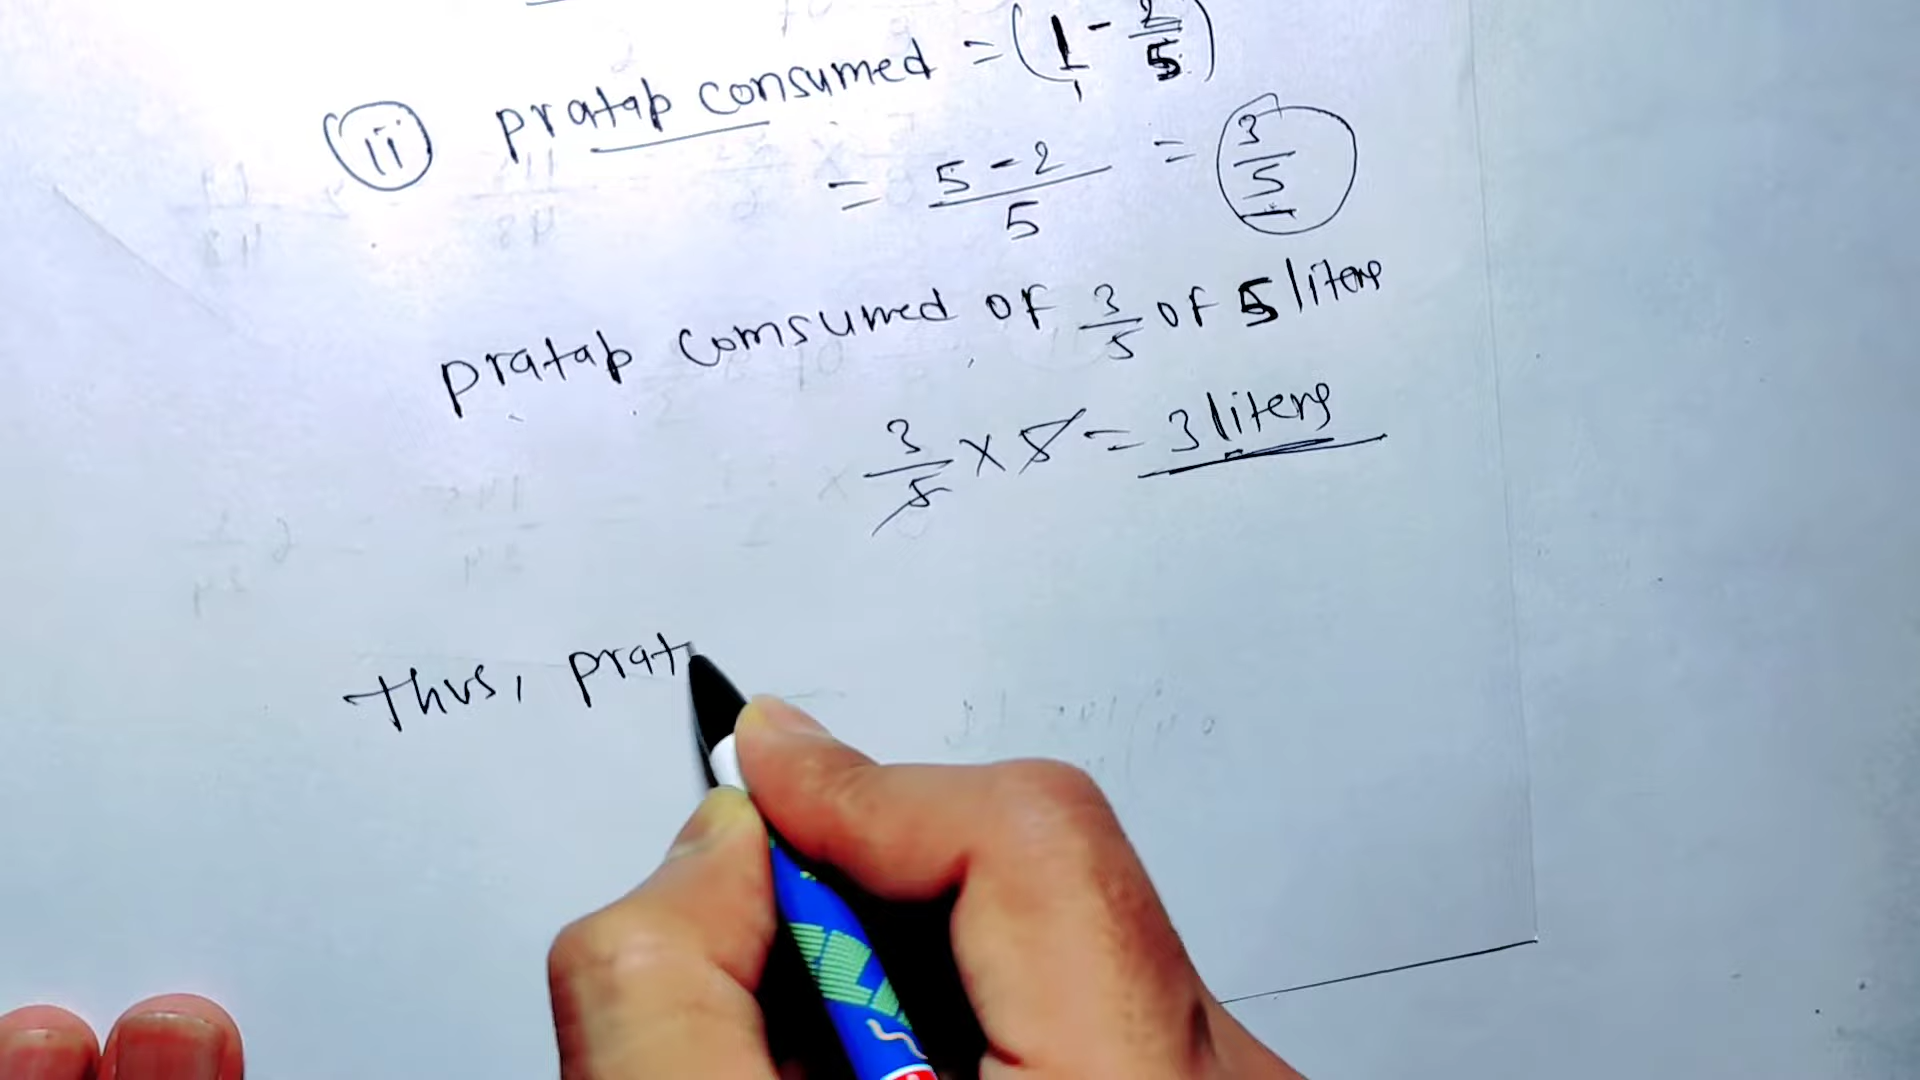 (ii) pratap consumed = (1 - 2/5)
= 5-2/5 = 3/5
pratap comsumed of 3/5 of 5 liters
3/5 × 5 = 3 liters
Thus, prat